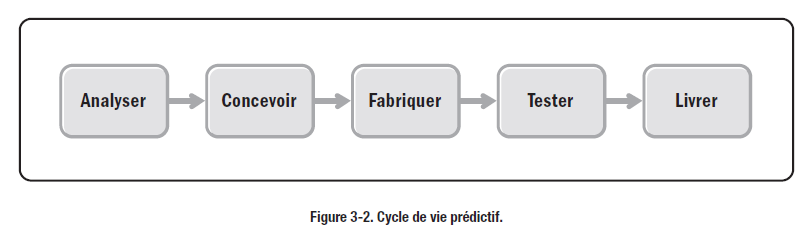 Analyser Concevoir Fabriquer Tester Livrer
Figure 3-2. Cycle de vie prédictif.